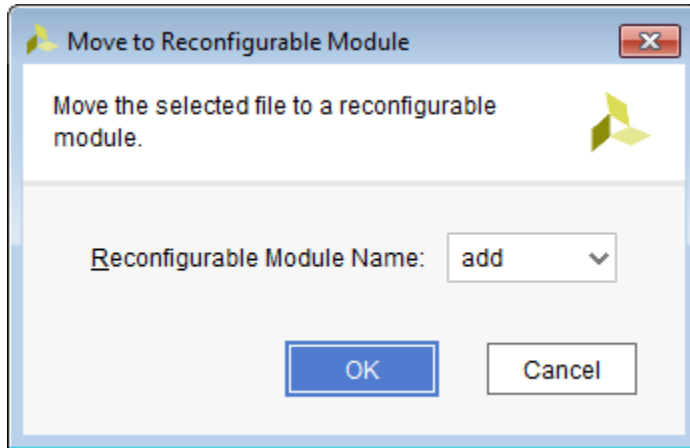 Move to Reconfigurable Module
Move the selected file to a reconfigurable
module.
Reconfigurable Module Name: add
OK Cancel